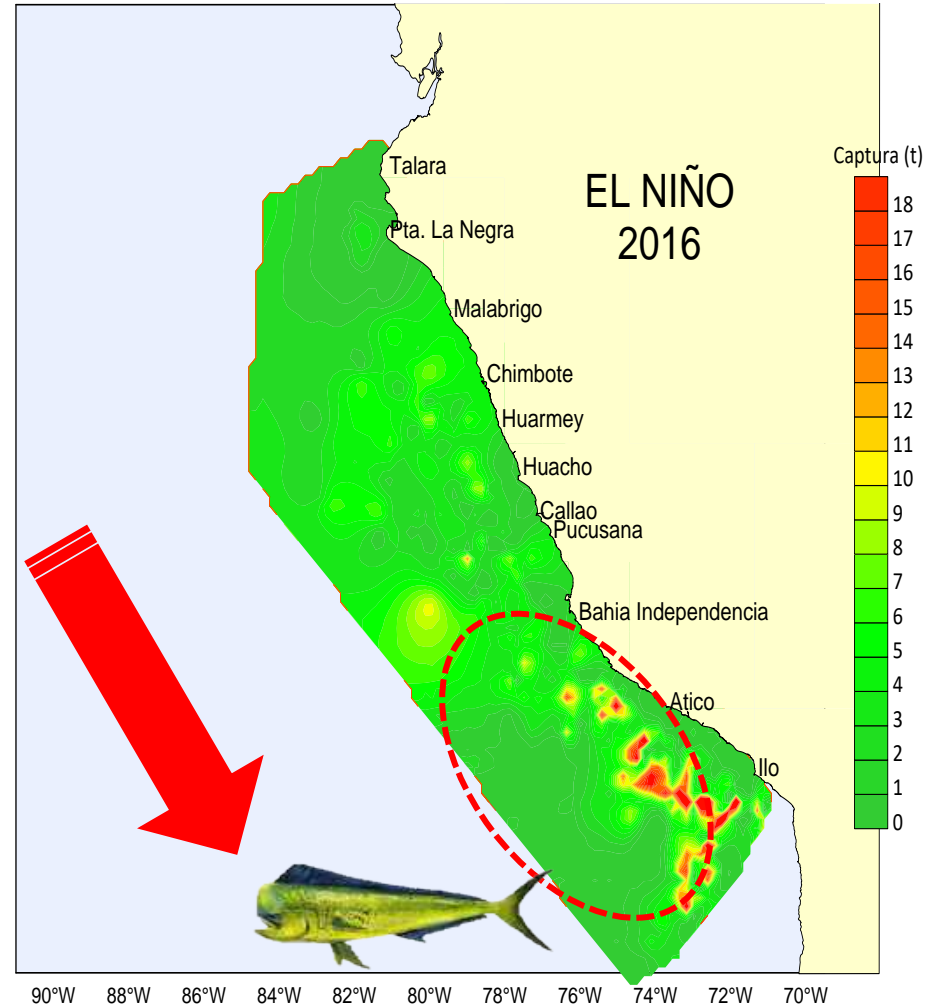 Captura (t)
Talara
EL NIÑO
2016
Pta. La Negra
Malabrigo
Chimbote
Huarmey
Huacho
Callao
Pucusana
Bahia Independencia
Atico
Ilo
18
17
16
15
14
13
12
11
10
9
8
7
6
5
4
3
2
1
0
90°W 88°W 86°W 84°W 82°W 80°W 78°W 76°W 74°W 72°W 70°W